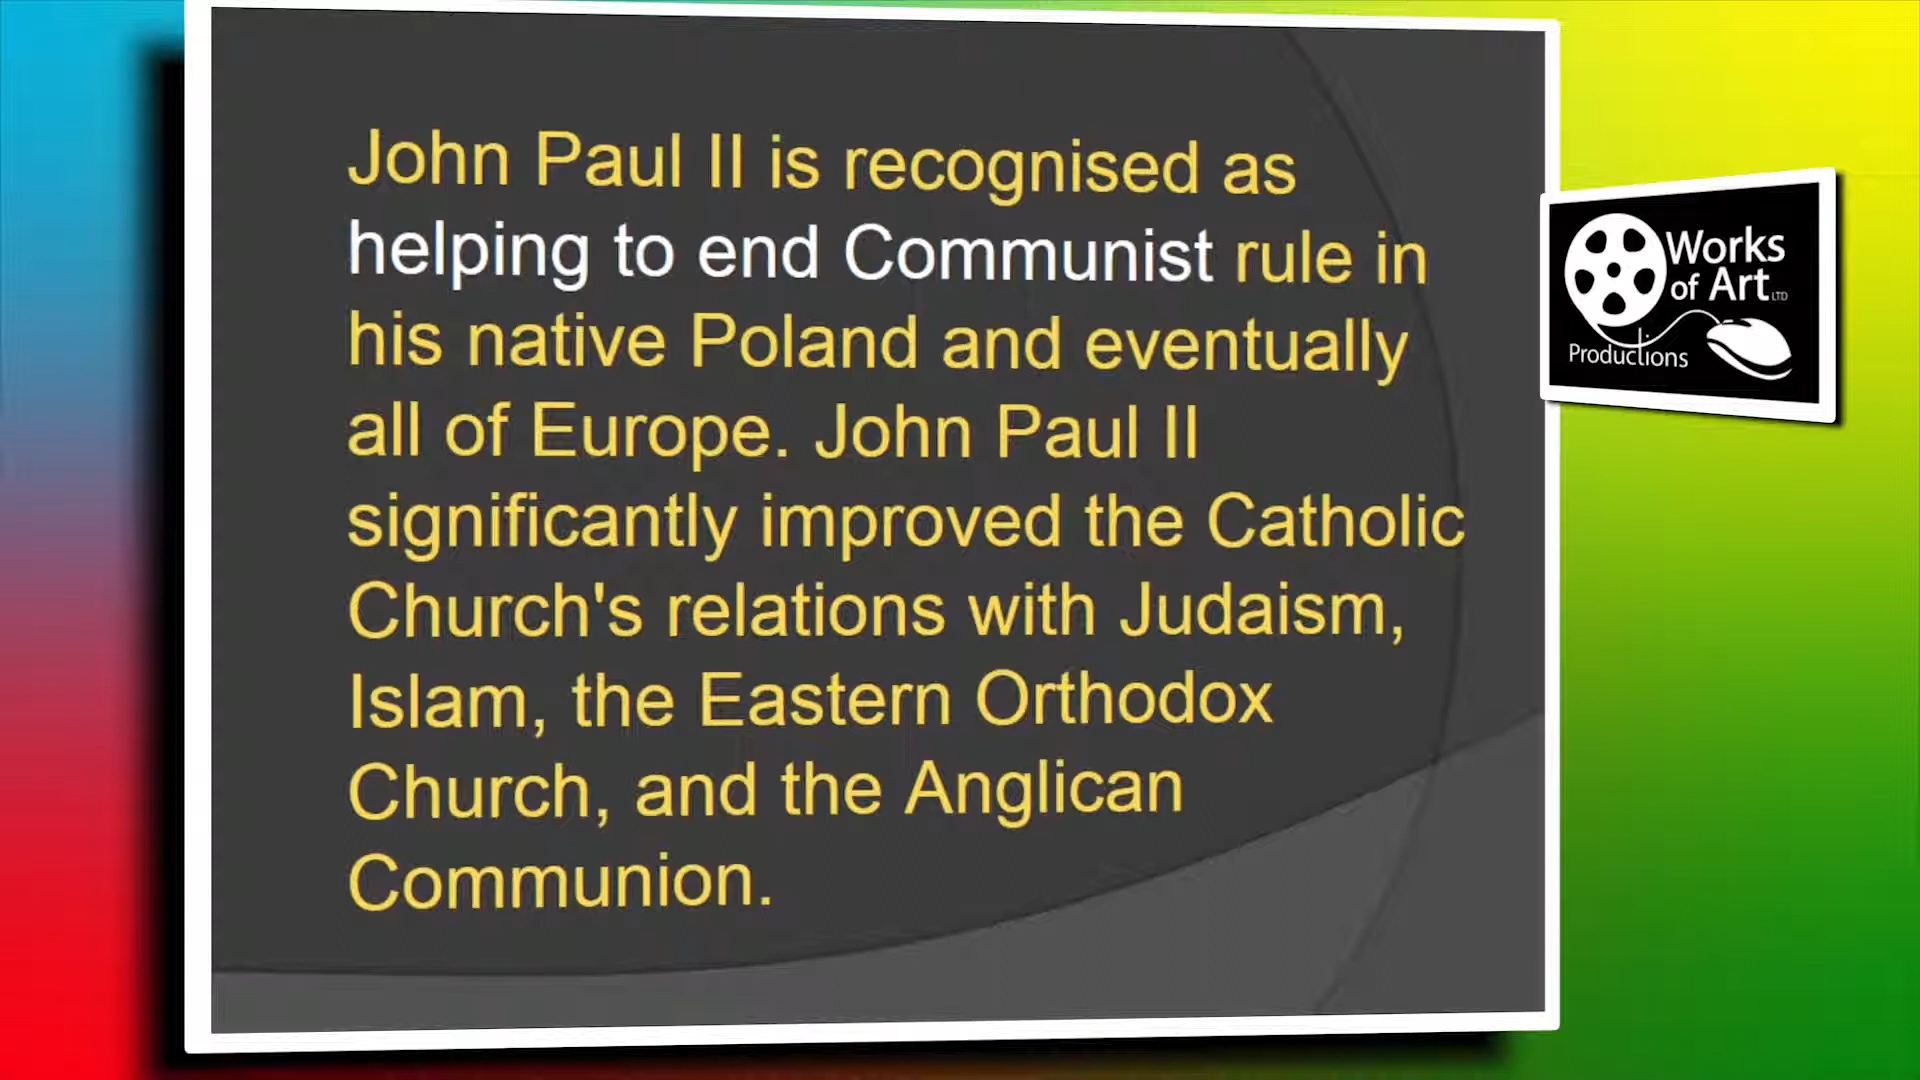 John Paul II is recognised as
helping to end Communist rule in
his native Poland and eventually
all of Europe. John Paul II
significantly improved the Catholic
Church's relations with Judaism,
Islam, the Eastern Orthodox
Church, and the Anglican
Communion.
Works
of Art LTD
Productions